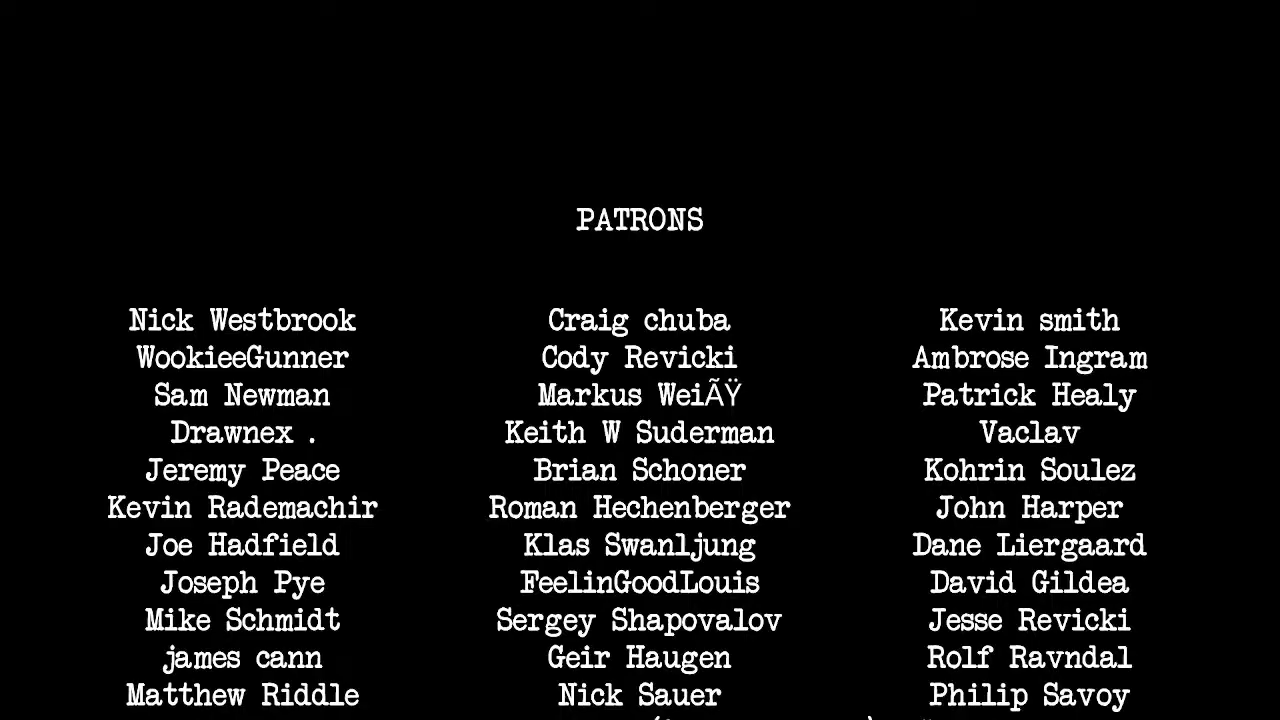 PATRONS
Nick Westbrook Craig chuba Kevin smith
WookieeGunner Cody Revicki Ambrose Ingram
Sam Newman Markus WeiÃŸ Patrick Healy
Drawnex . Keith W Suderman Vaclav
Jeremy Peace Brian Schoner Kohrin Soulez
Kevin Rademachir Roman Hechenberger John Harper
Joe Hadfield Klas Swanljung Dane Liergaard
Joseph Pye FeelinGoodLouis David Gildea
Mike Schmidt Sergey Shapovalov Jesse Revicki
james cann Geir Haugen Rolf Ravndal
Matthew Riddle Nick Sauer Philip Savoy